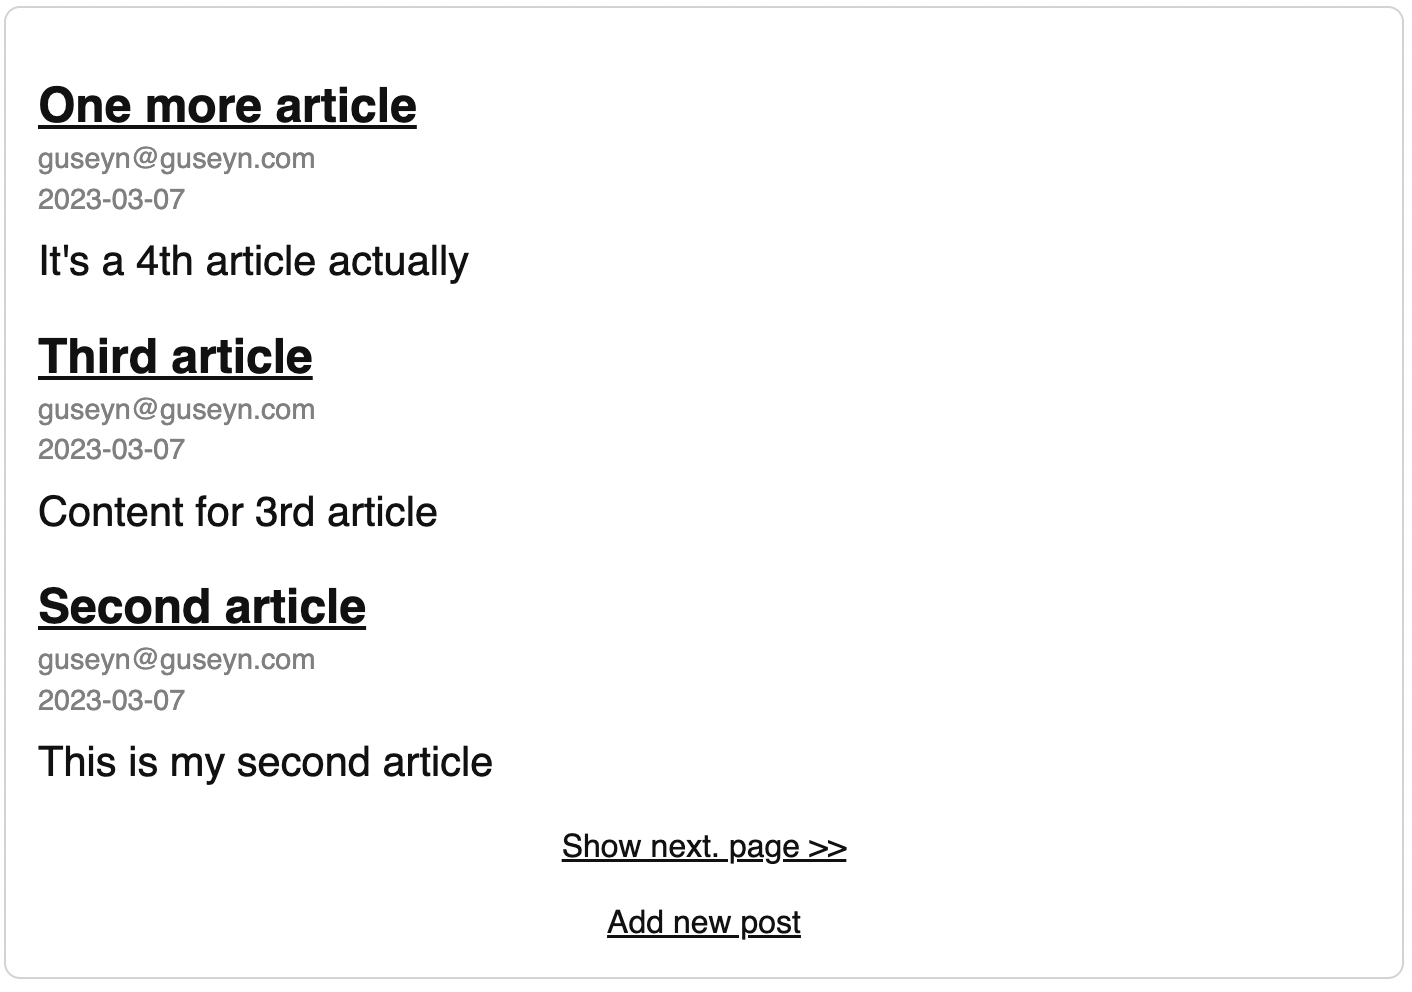 One more article
guseyn@guseyn.com
2023-03-07
It's a 4th article actually
Third article
guseyn@guseyn.com
2023-03-07
Content for 3rd article
Second article
guseyn@guseyn.com
2023-03-07
This is my second article
Show next. page >>
Add new post